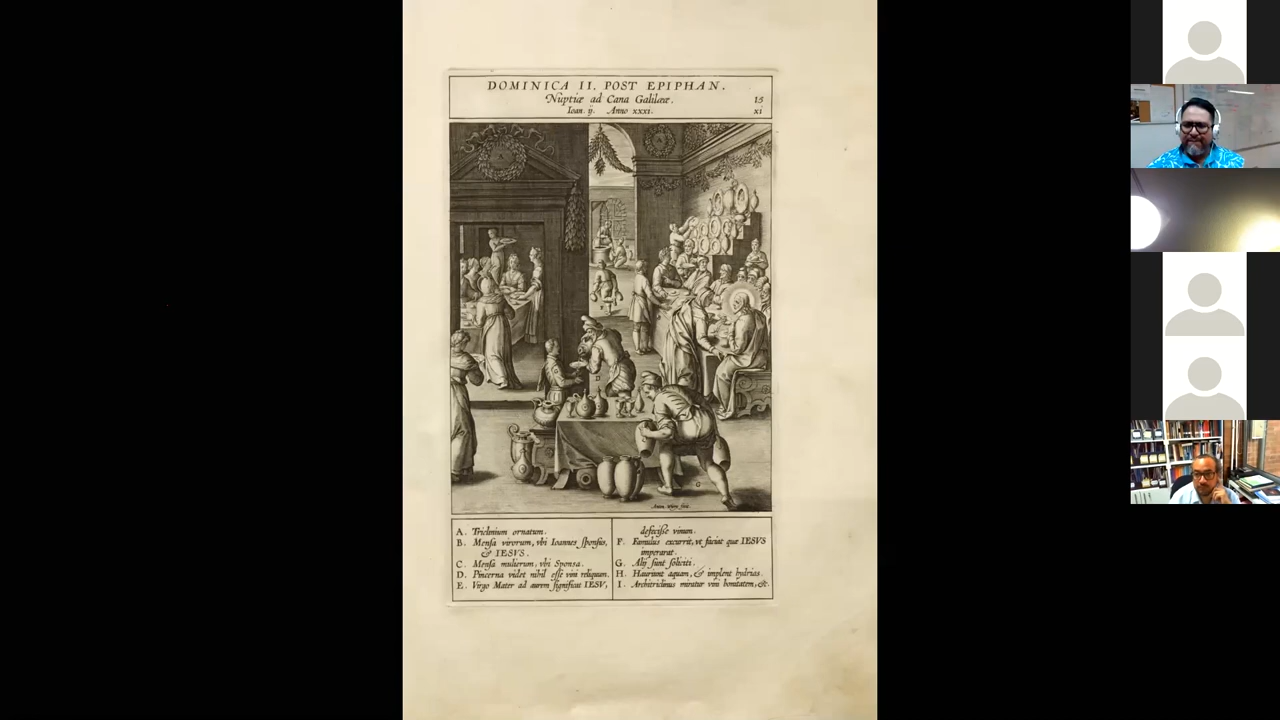 DOMINICA II. POST EPIPHAN.
Nuptiæ ad Cana Galilææ. 15
Ioan. ij. Anno xxxi. xi
A. Triclinium ornatum.
B. Mensa virorum, vbi Ioannes sponsus,
& IESVS.
C. Mensa mulierum, vbi Sponsa.
D. Pincerna videt nihil esse vini reliquum.
E. Virgo Mater ad aurem significat IESV,
defecisse vinum.
F. Famulus excurrit, vt faciat quæ IESVS
imperarat.
G. Alij sunt soliciti.
H. Hauriunt aquam, & implent hydrias.
I. Architriclinus miratur vini bonitatem, &c.